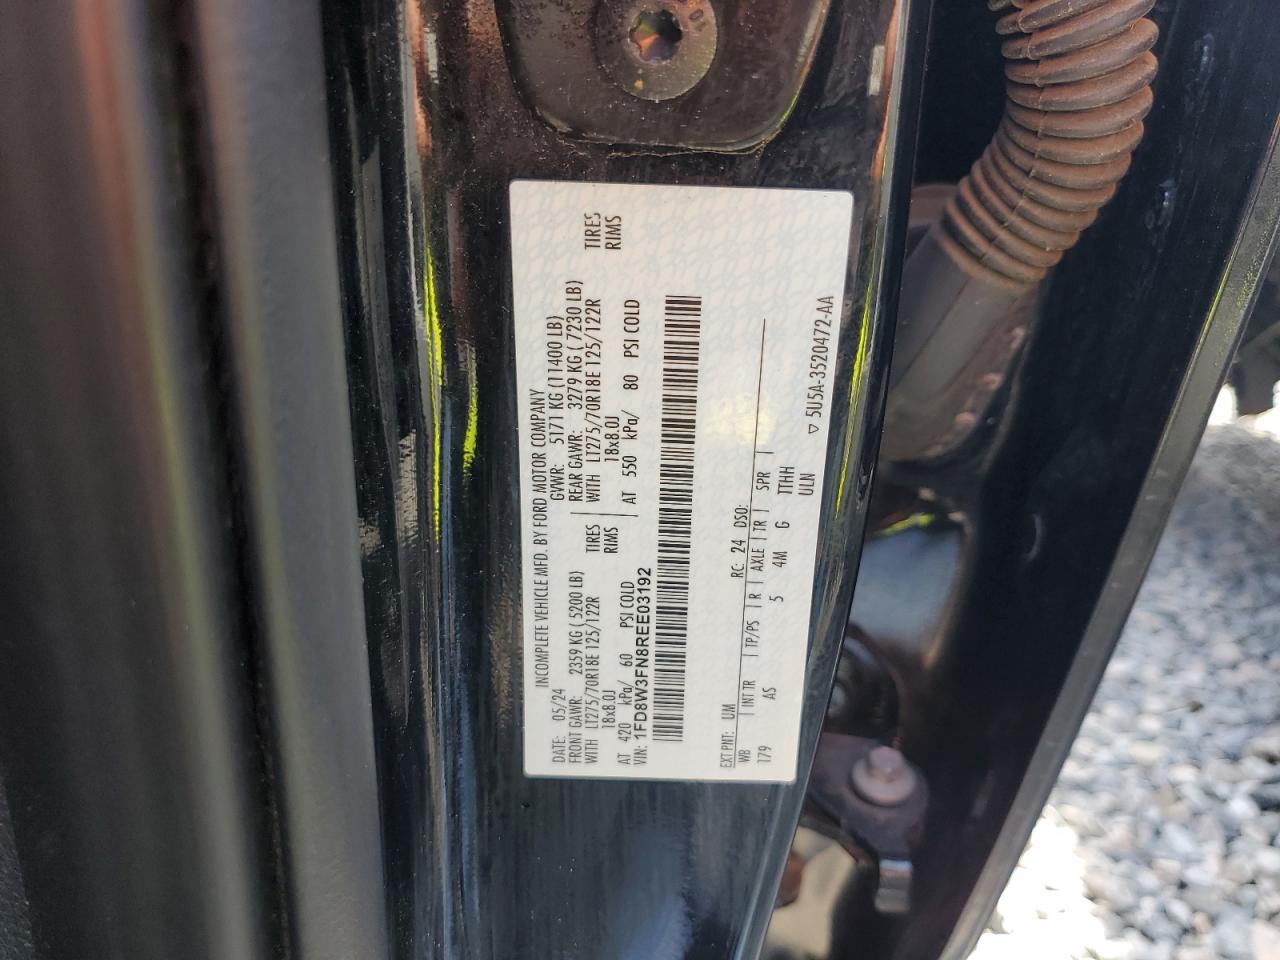 INCOMPLETE VEHICLE MFD. BY FORD MOTOR COMPANY
DATE: 05/24 GVWR: 5171 KG (11400 LB)
FRONT GAWR: 2359 KG (5200 LB) REAR GAWR: 3279 KG (7230 LB)
WITH LT275/70R18E 125/122R TIRES WITH LT275/70R18E 125/122R TIRES
18x8.0J RIMS 18x8.0J RIMS
AT 420 kPa/ 60 PSI COLD AT 550 kPa/ 80 PSI COLD
VIN: 1FD8W3FN8REE03192
EXT PNT: UM RC: 24 DSO:
WB INT TR TP/PS R AXLE TR SPR
179 AS 5 4M G TTHH
ULN
▽ 5U5A-3520472-AA